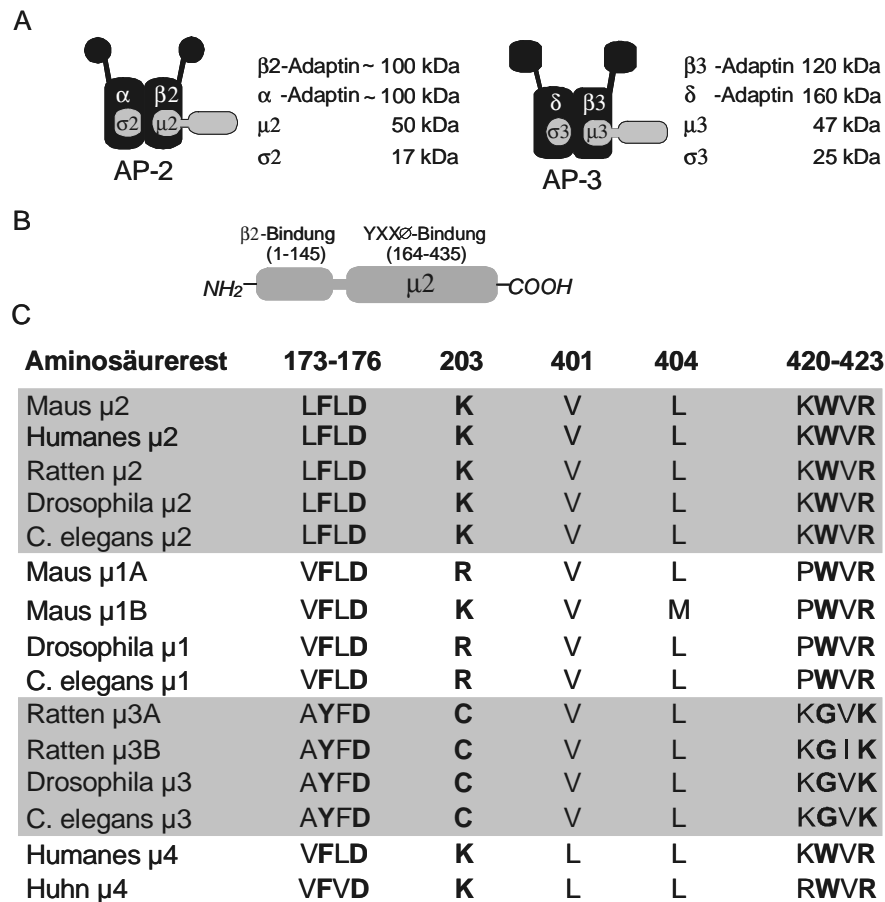 A
β2-Adaptin ~ 100 kDa
α -Adaptin ~ 100 kDa
μ2 50 kDa
σ2 17 kDa
α β2
σ2 μ2
AP-2
β3 -Adaptin 120 kDa
δ -Adaptin 160 kDa
μ3 47 kDa
σ3 25 kDa
δ β3
σ3 μ3
AP-3
B
β2-Bindung YXXØ-Bindung
(1-145) (164-435)
NH2 μ2 COOH
C
Aminosäurerest 173-176 203 401 404 420-423
Maus µ2 LFLD K V L KWVR
Humanes µ2 LFLD K V L KWVR
Ratten µ2 LFLD K V L KWVR
Drosophila µ2 LFLD K V L KWVR
C. elegans µ2 LFLD K V L KWVR
Maus µ1A VFLD R V L PWVR
Maus µ1B VFLD K V M PWVR
Drosophila µ1 VFLD R V L PWVR
C. elegans µ1 VFLD R V L PWVR
Ratten µ3A AYFD C V L KGVK
Ratten µ3B AYFD C V L KGIK
Drosophila µ3 AYFD C V L KGVK
C. elegans µ3 AYFD C V L KGVK
Humanes µ4 VFLD K L L KWVR
Huhn µ4 VFVD K L L RWVR